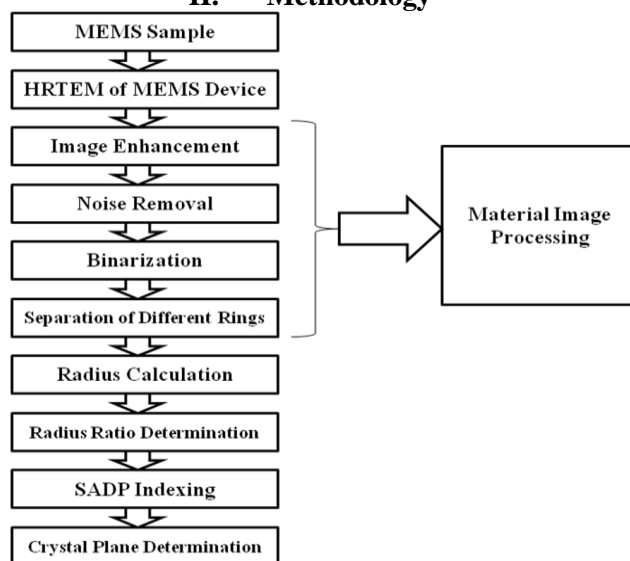 II. Methodology
MEMS Sample
HRTEM of MEMS Device
Image Enhancement
Noise Removal
Binarization
Separation of Different Rings
Radius Calculation
Radius Ratio Determination
SADP Indexing
Crystal Plane Determination
Material Image
Processing